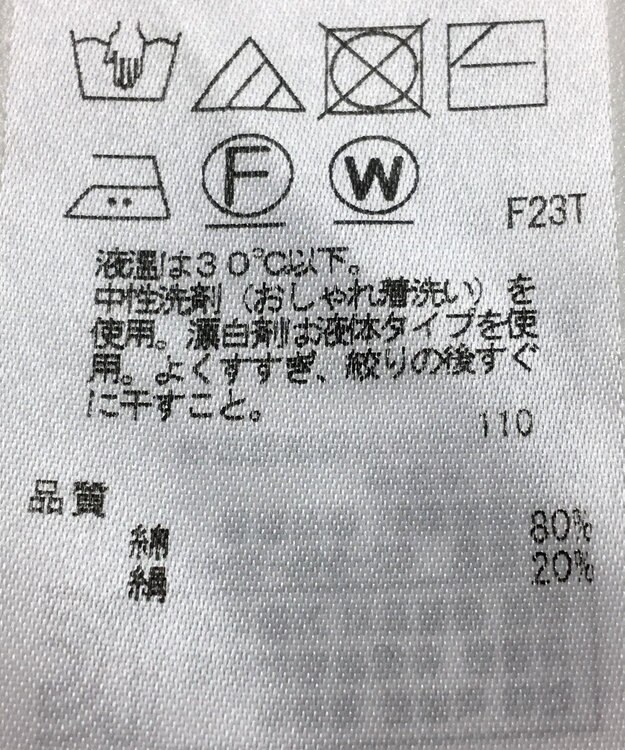 F W
F23T
液温は30℃以下。
中性洗剤（おしゃれ着洗い）を
使用。漂白剤は液体タイプを使
用。よくすすぎ、絞りの後すぐ
に干すこと。
110
品質
綿 80%
絹 20%